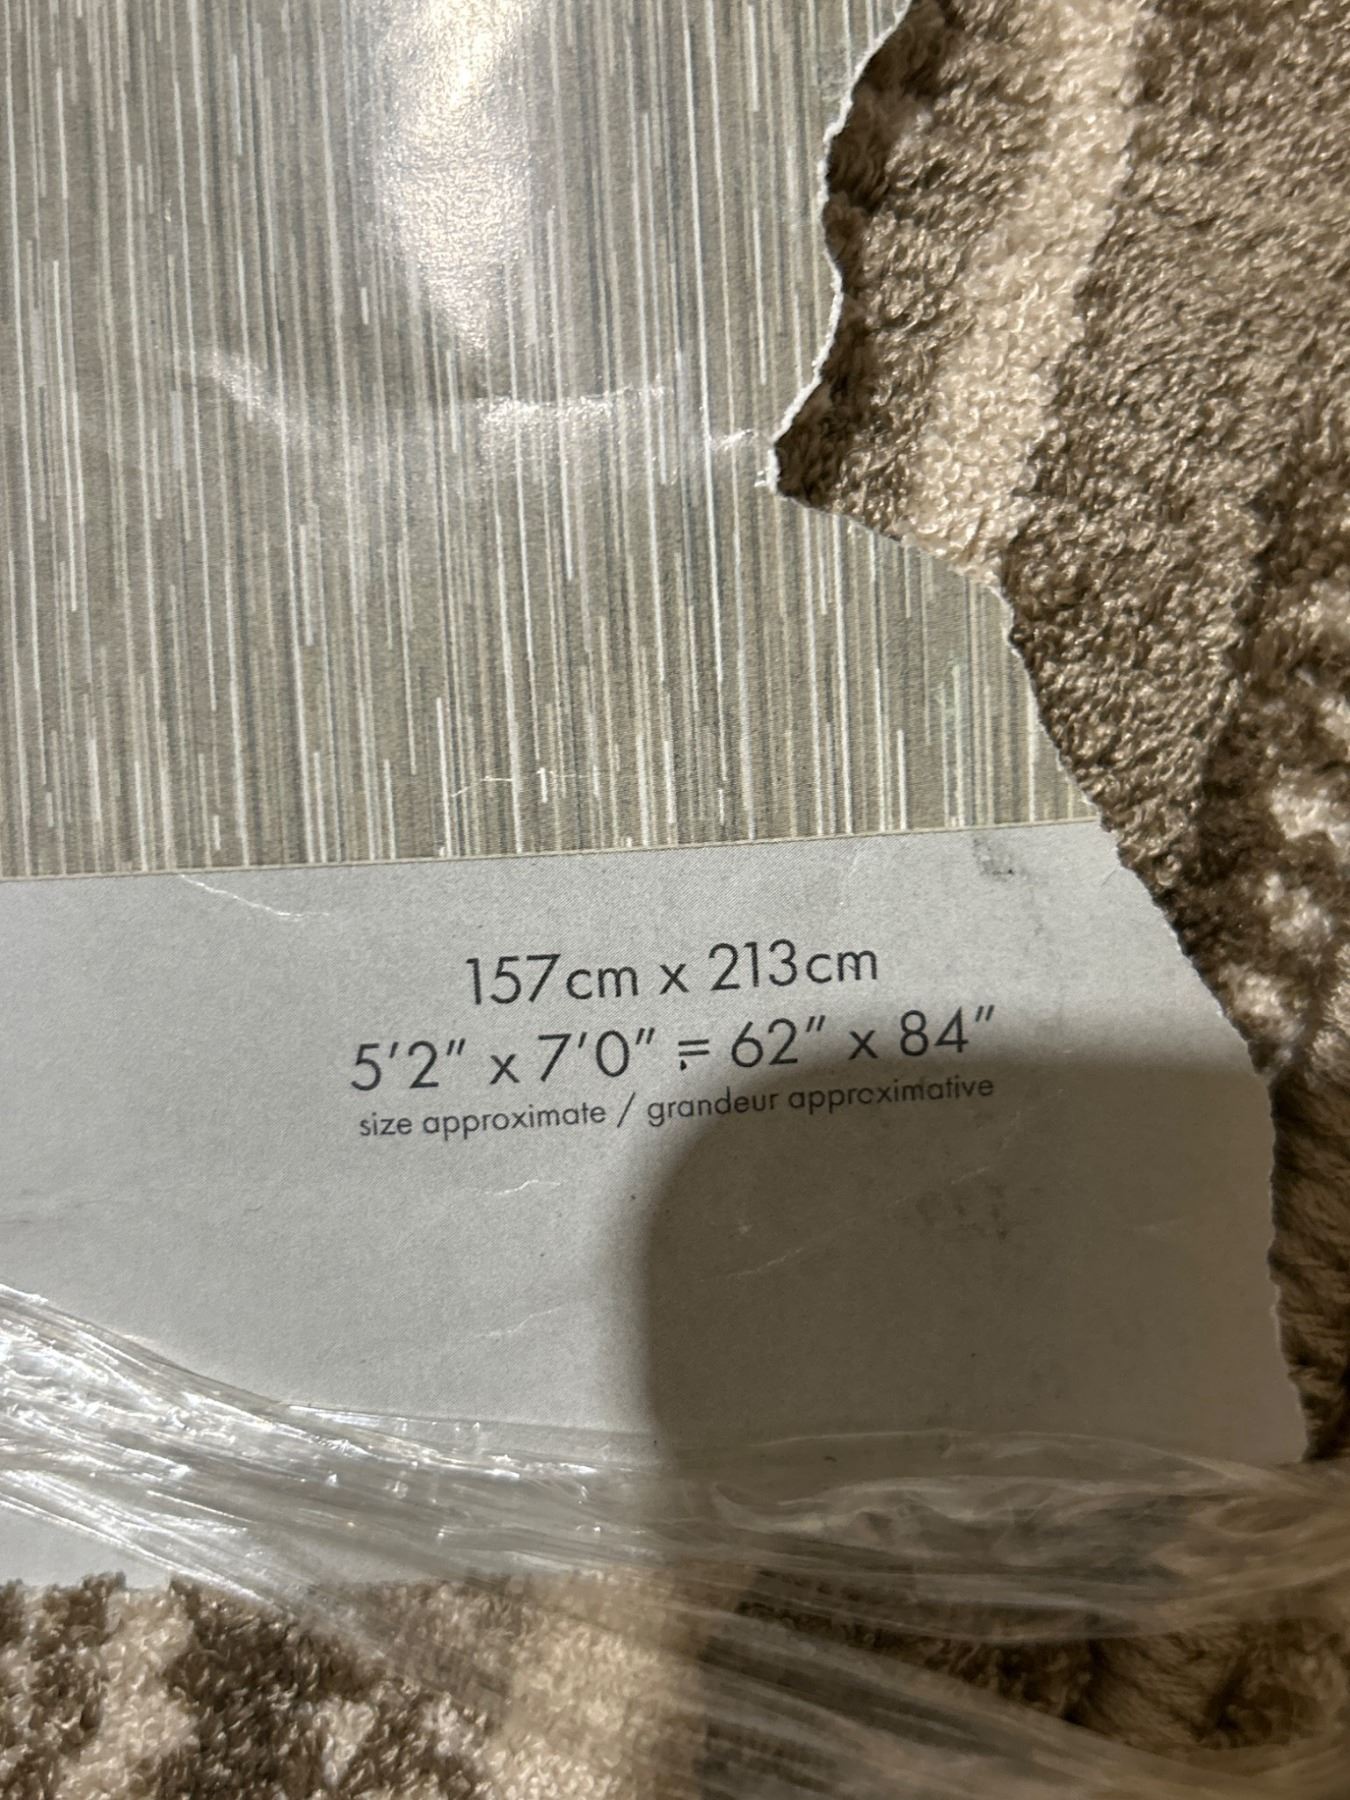 157cm x 213cm
5'2" x 7'0" = 62" x 84"
size approximate / grandeur approximative